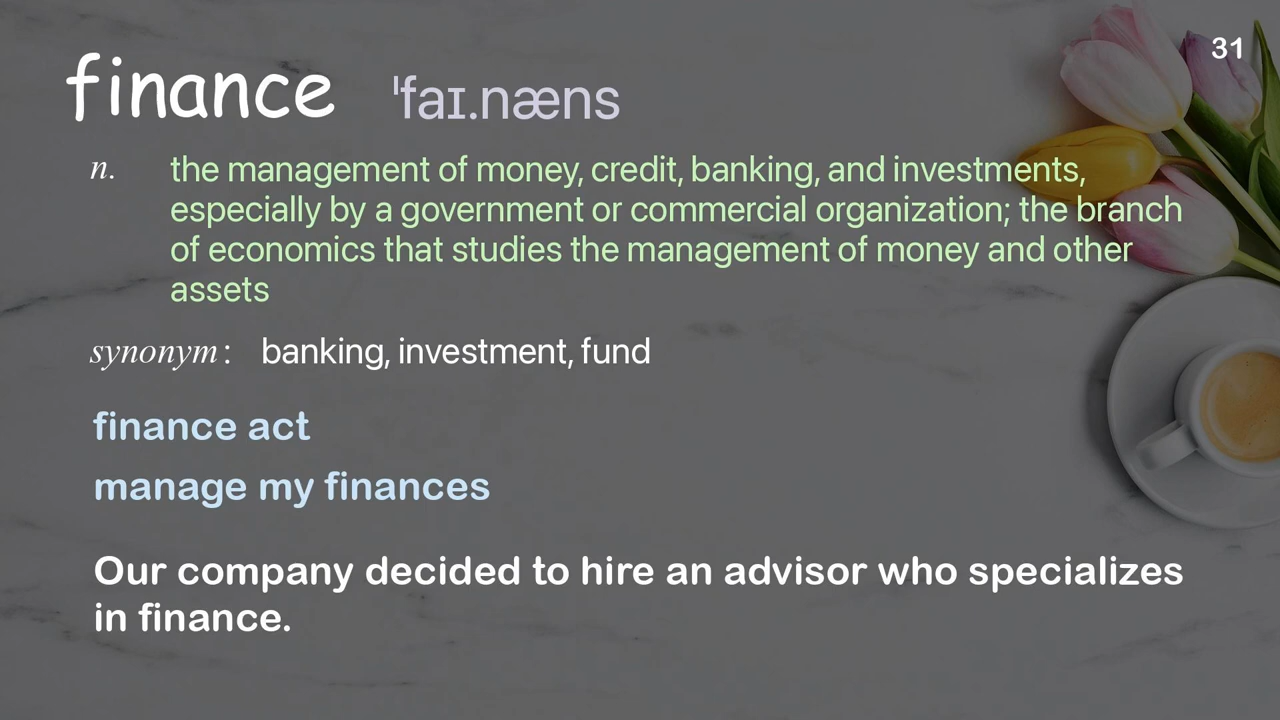 31
finance ˈfaɪ.næns
n. the management of money, credit, banking, and investments,
especially by a government or commercial organization; the branch
of economics that studies the management of money and other
assets
synonym: banking, investment, fund
finance act
manage my finances
Our company decided to hire an advisor who specializes
in finance.